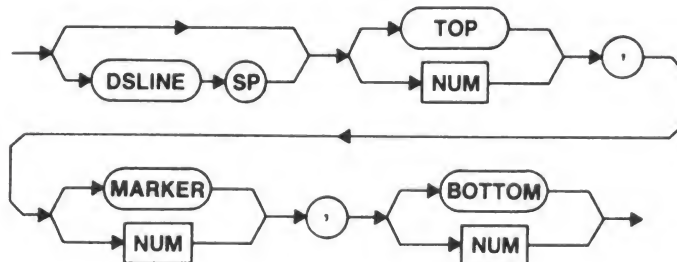 TOP
DSLINE SP NUM ,
MARKER , BOTTOM
NUM NUM